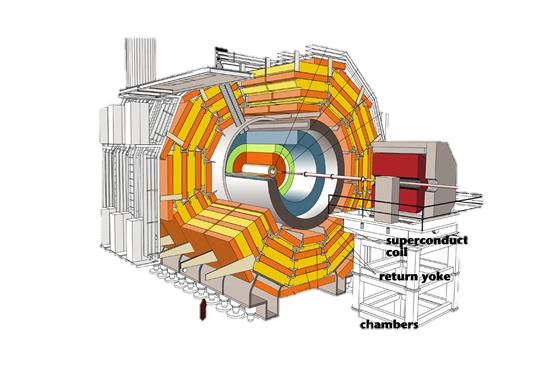 superconduct
coil
return yoke
chambers